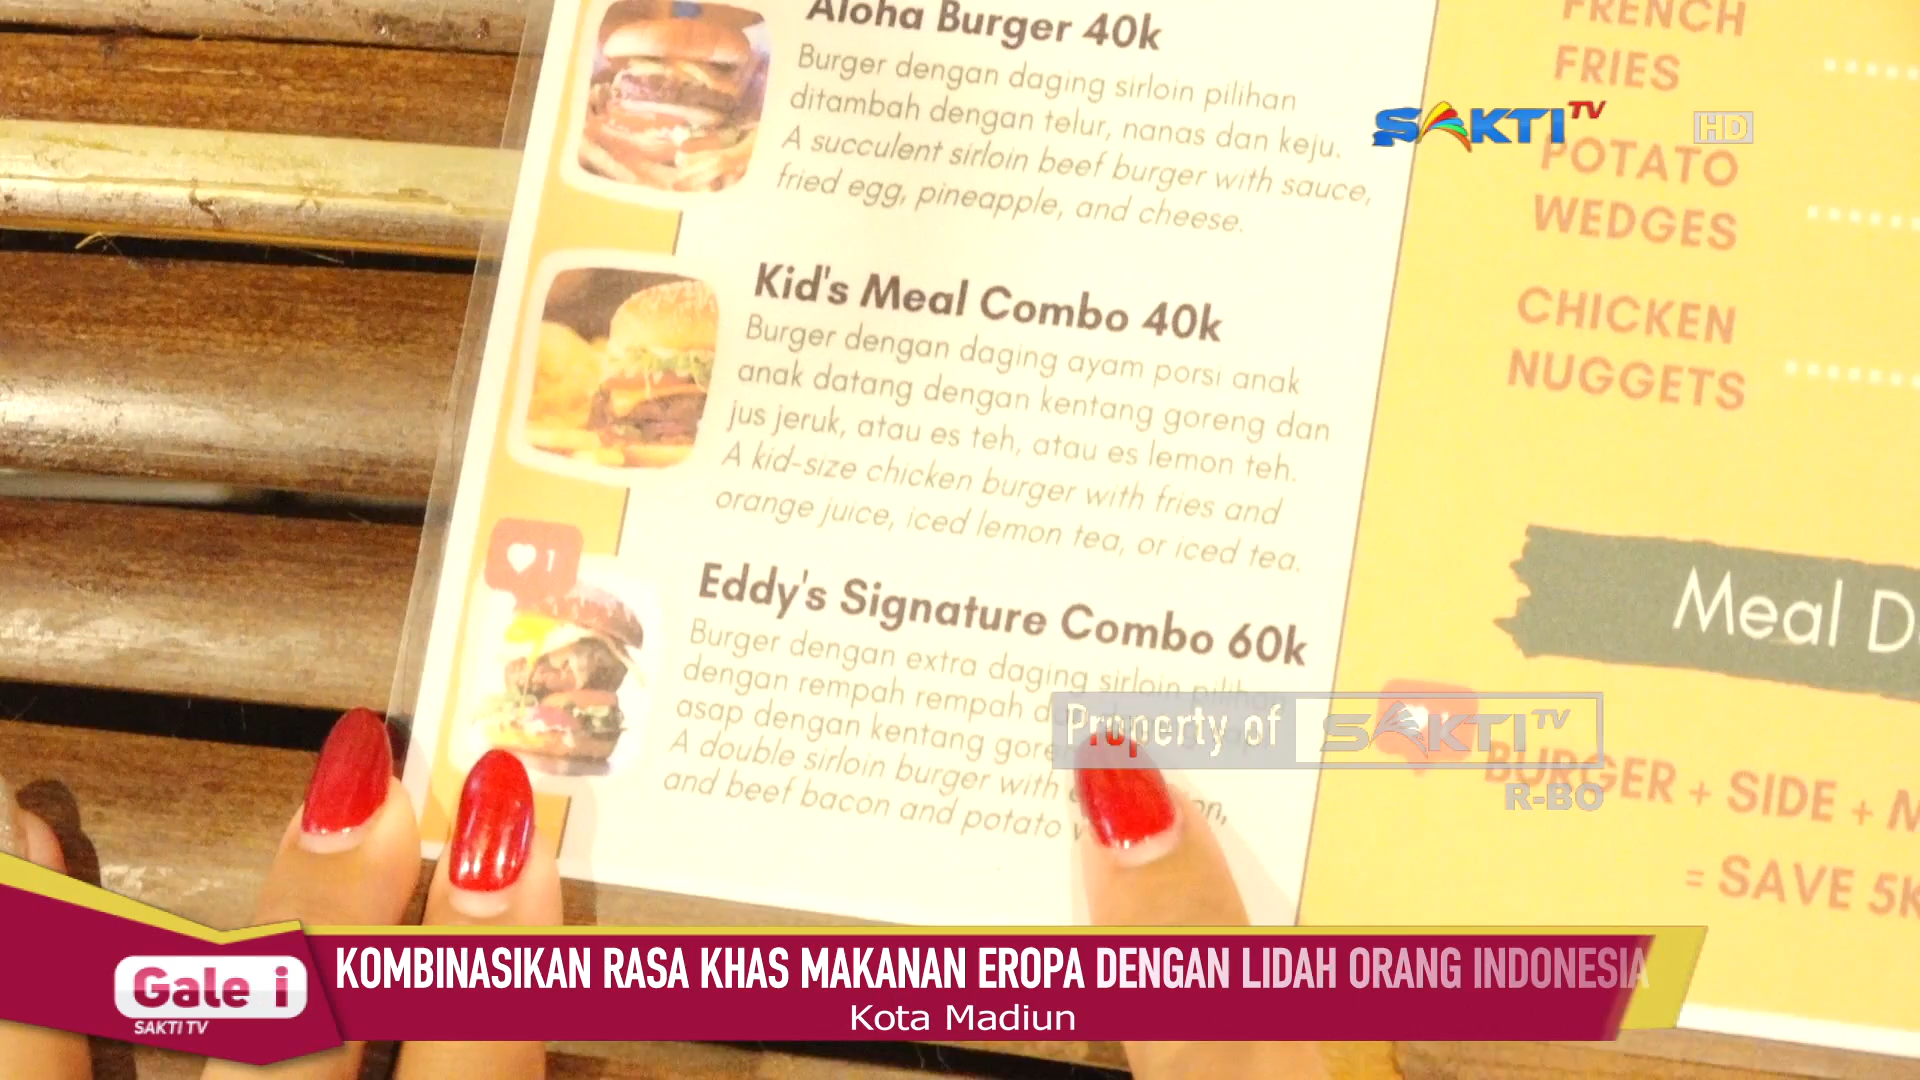 Aloha Burger 40k
Burger dengan daging sirloin pilihan
ditambah dengan telur, nanas dan keju.
A succulent sirloin beef burger with sauce,
fried egg, pineapple, and cheese.
Kid's Meal Combo 40k
Burger dengan daging ayam porsi anak
anak datang dengan kentang goreng dan
jus jeruk, atau es teh, atau es lemon teh.
A kid-size chicken burger with fries and
orange juice, iced lemon tea, or iced tea.
1
Eddy's Signature Combo 60k
Burger dengan extra daging sirloin
dengan rempah rempah
asap dengan kentang
A double sirloin burger with
and beef bacon and potato
FRENCH
FRIES
POTATO
WEDGES
CHICKEN
NUGGETS
Meal
BURGER + SIDE +
= SAVE 5K
SAKTI TV
HD
Property of SAKTI TV
R-BO
Gale i
SAKTI TV
KOMBINASIKAN RASA KHAS MAKANAN EROPA DENGAN LIDAH ORANG INDONESIA
Kota Madiun